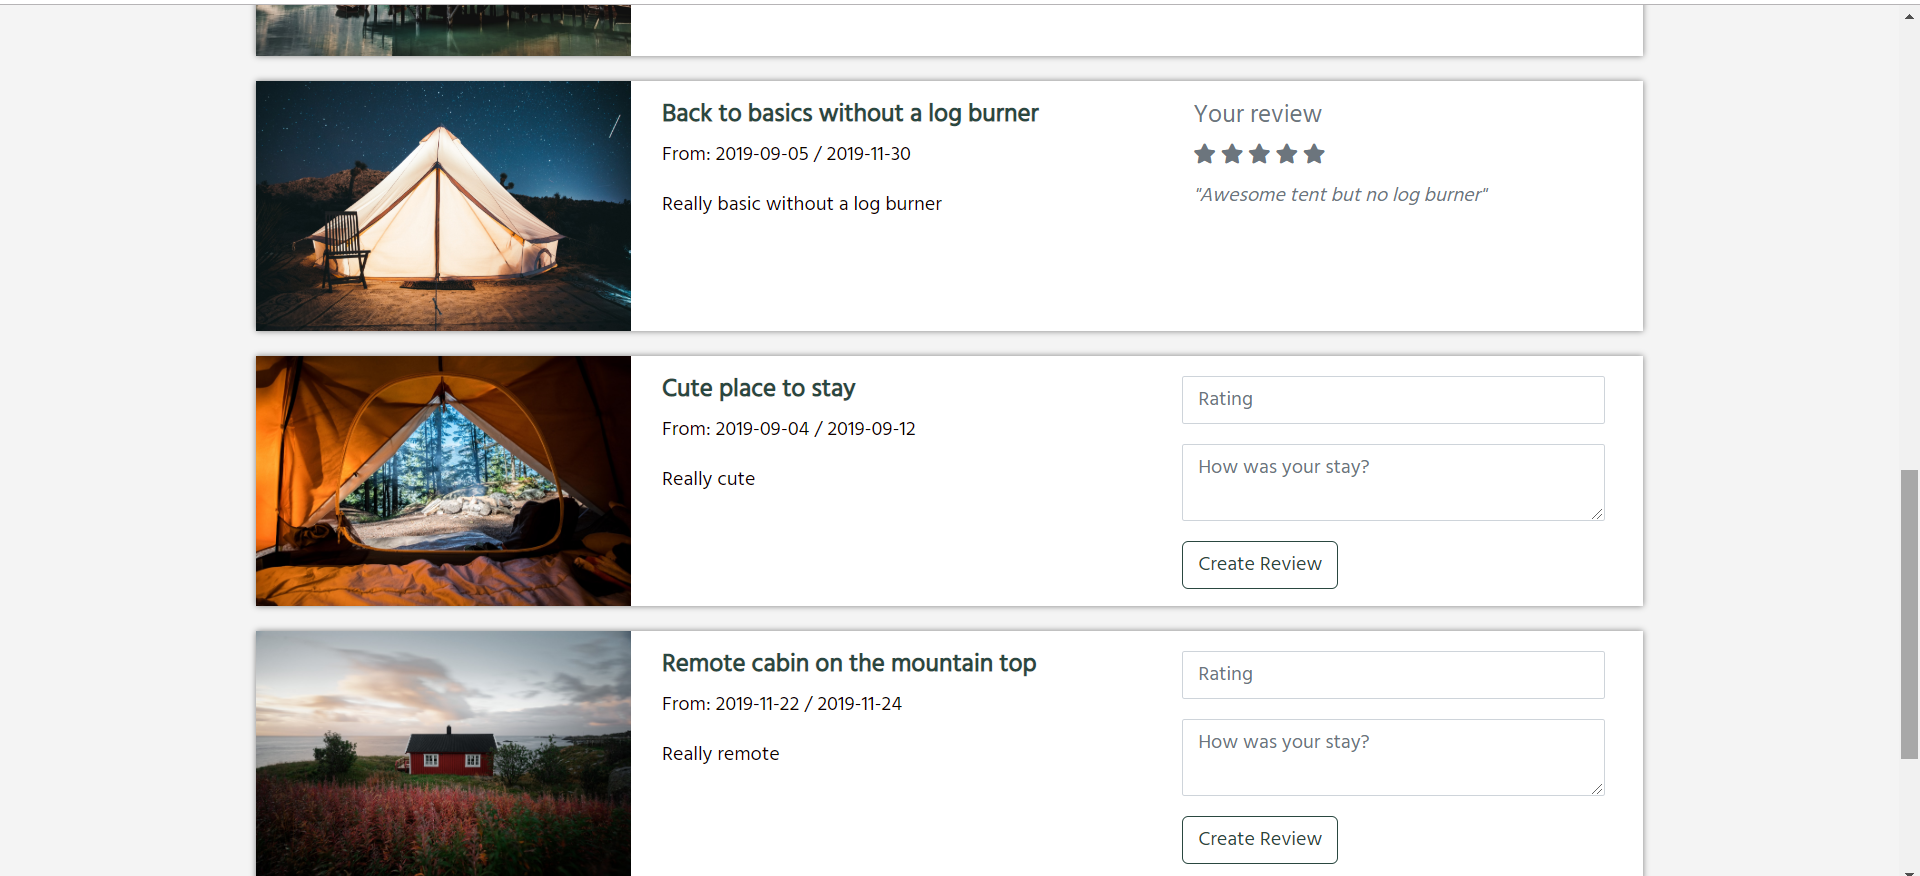 Back to basics without a log burner
From: 2019-09-05 / 2019-11-30
Really basic without a log burner
Your review
"Awesome tent but no log burner"
Cute place to stay
From: 2019-09-04 / 2019-09-12
Really cute
Rating
How was your stay?
Create Review
Remote cabin on the mountain top
From: 2019-11-22 / 2019-11-24
Really remote
Rating
How was your stay?
Create Review